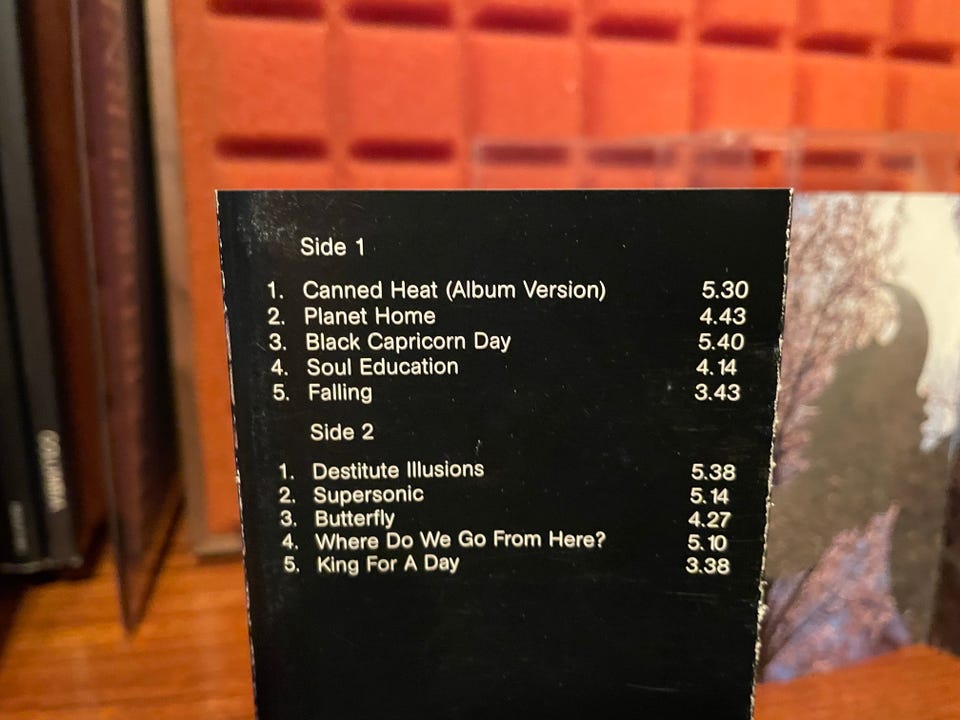 Side 1
1. Canned Heat (Album Version) 5.30
2. Planet Home 4.43
3. Black Capricorn Day 5.40
4. Soul Education 4.14
5. Falling 3.43
Side 2
1. Destitute Illusions 5.38
2. Supersonic 5.14
3. Butterfly 4.27
4. Where Do We Go From Here? 5.10
5. King For A Day 3.38
COLUMBIA